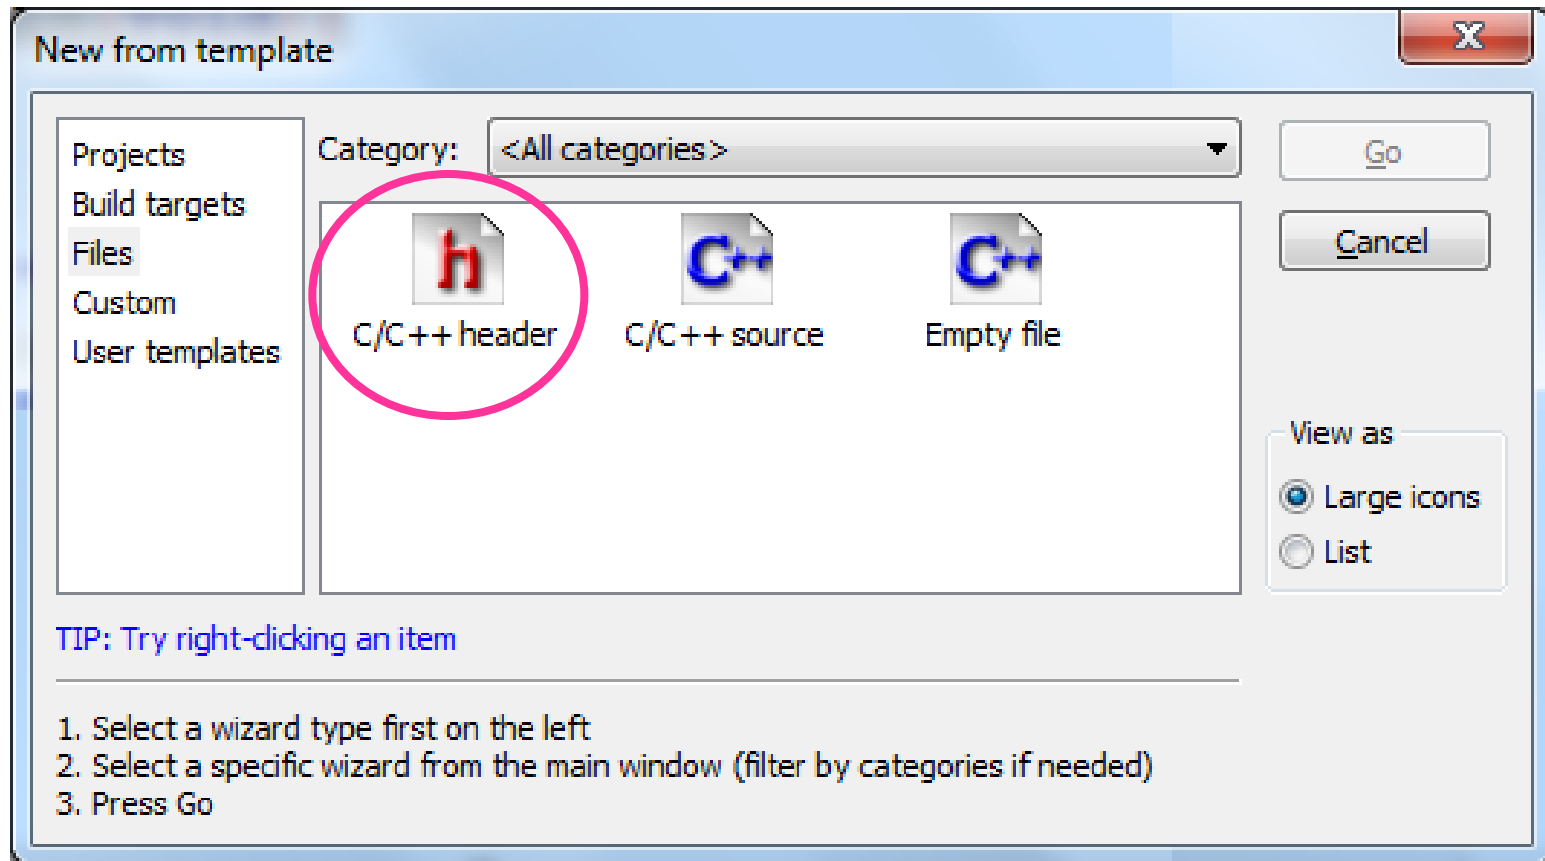 New from template
Projects
Build targets
Files
Custom
User templates
Category: <All categories>
h
C/C++ header
C++
C/C++ source
C++
Empty file
Go
Cancel
View as
Large icons
List
TIP: Try right-clicking an item
1. Select a wizard type first on the left
2. Select a specific wizard from the main window (filter by categories if needed)
3. Press Go